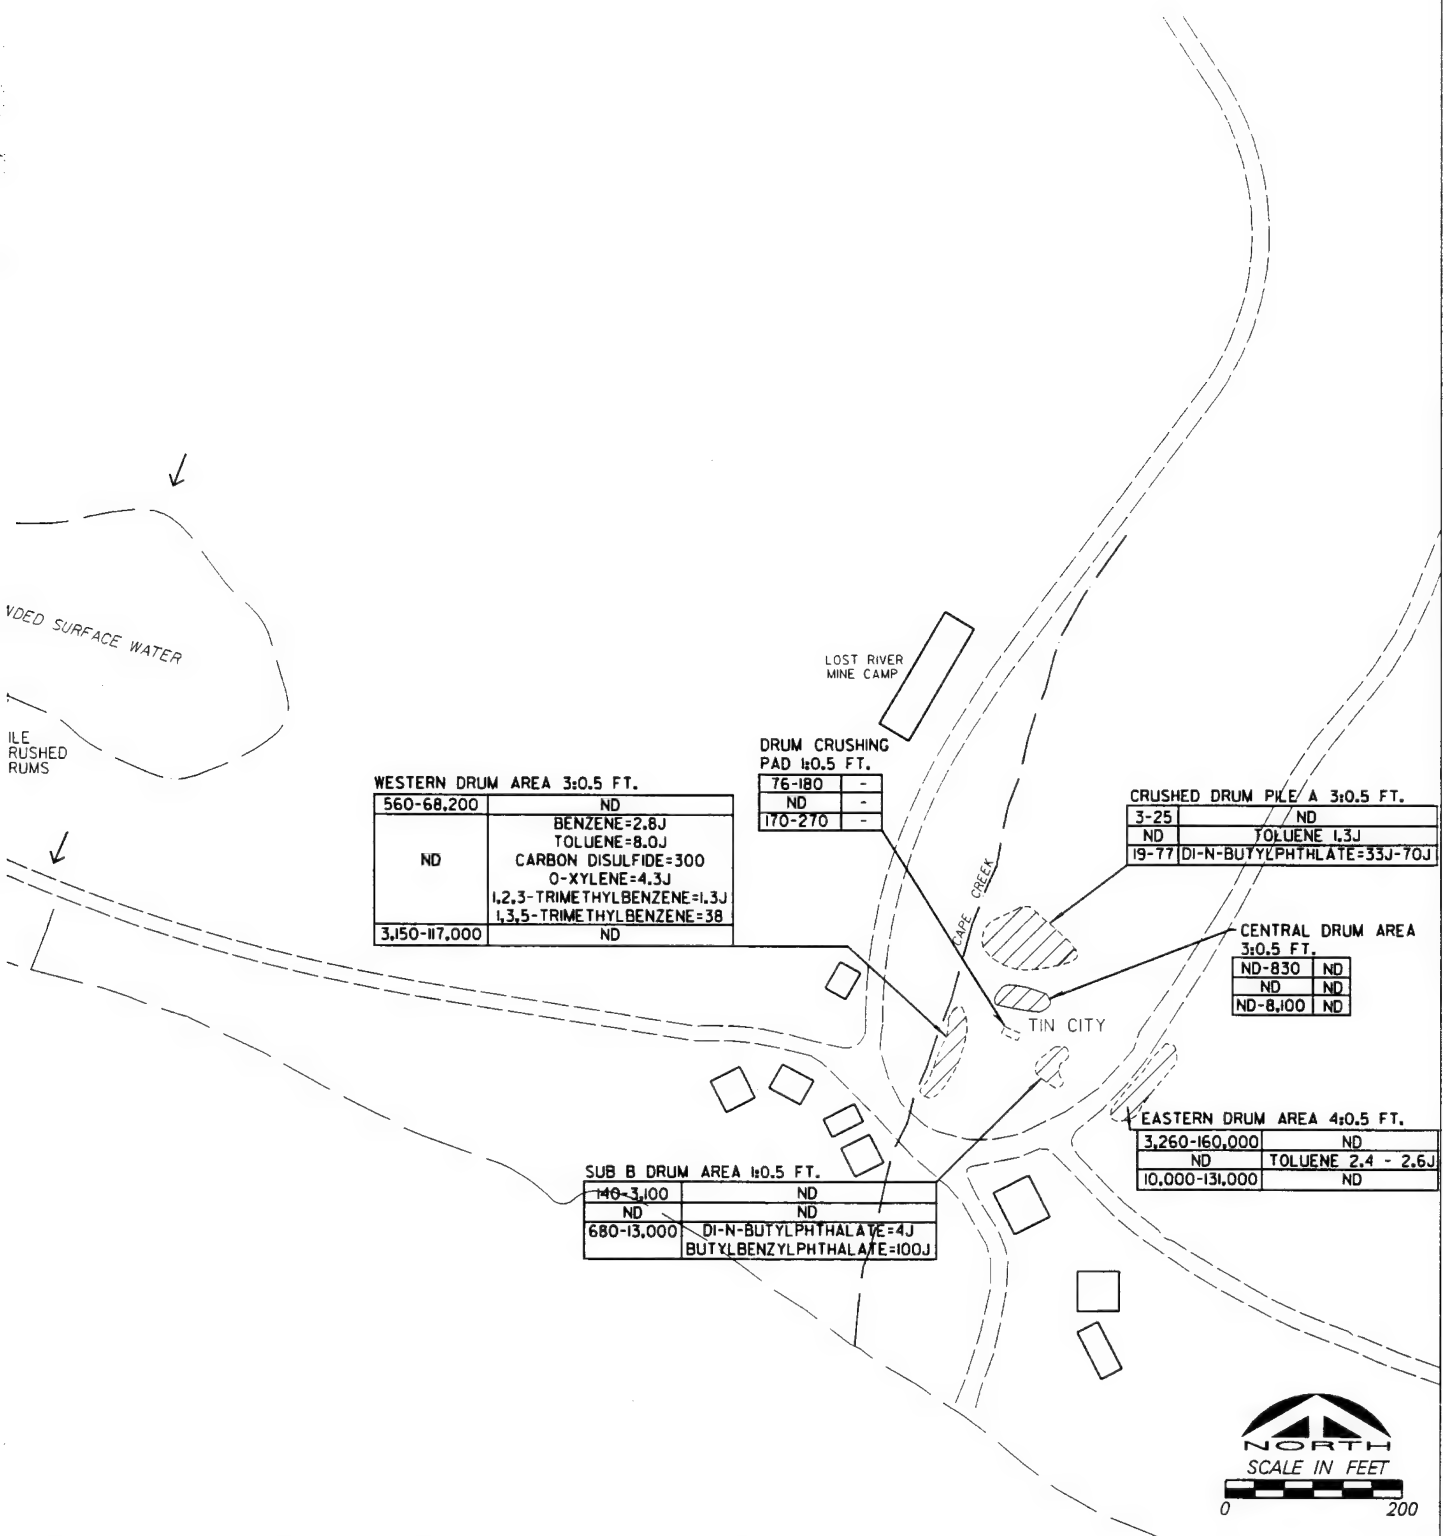 SURFACE WATER
ILE
RUSHED
RUMS
LOST RIVER
MINE CAMP
DRUM CRUSHING
PAD 1:0.5 FT.
76-180 -
ND -
170-270 -
WESTERN DRUM AREA 3:0.5 FT.
560-68,200 ND
BENZENE=2.8J
TOLUENE=8.0J
ND CARBON DISULFIDE=300
O-XYLENE=4.3J
1,2,3-TRIMETHYLBENZENE=1.3J
1,3,5-TRIMETHYLBENZENE=38
3,150-117,000 ND
CRUSHED DRUM PILE A 3:0.5 FT.
3-25 ND
ND TOLUENE 1.3J
19-77 DI-N-BUTYLPHTHLATE=33J-70J
CAPE CREEK
CENTRAL DRUM AREA
3:0.5 FT.
ND-830 ND
ND ND
ND-8,100 ND
TIN CITY
EASTERN DRUM AREA 4:0.5 FT.
3,260-160,000 ND
ND TOLUENE 2.4 - 2.6J
10,000-131,000 ND
SUB B DRUM AREA 1:0.5 FT.
140-3,100 ND
ND ND
680-13,000 DI-N-BUTYLPHTHALATE=4J
BUTYLBENZYLPHTHALATE=100J
NORTH
SCALE IN FEET
0 200